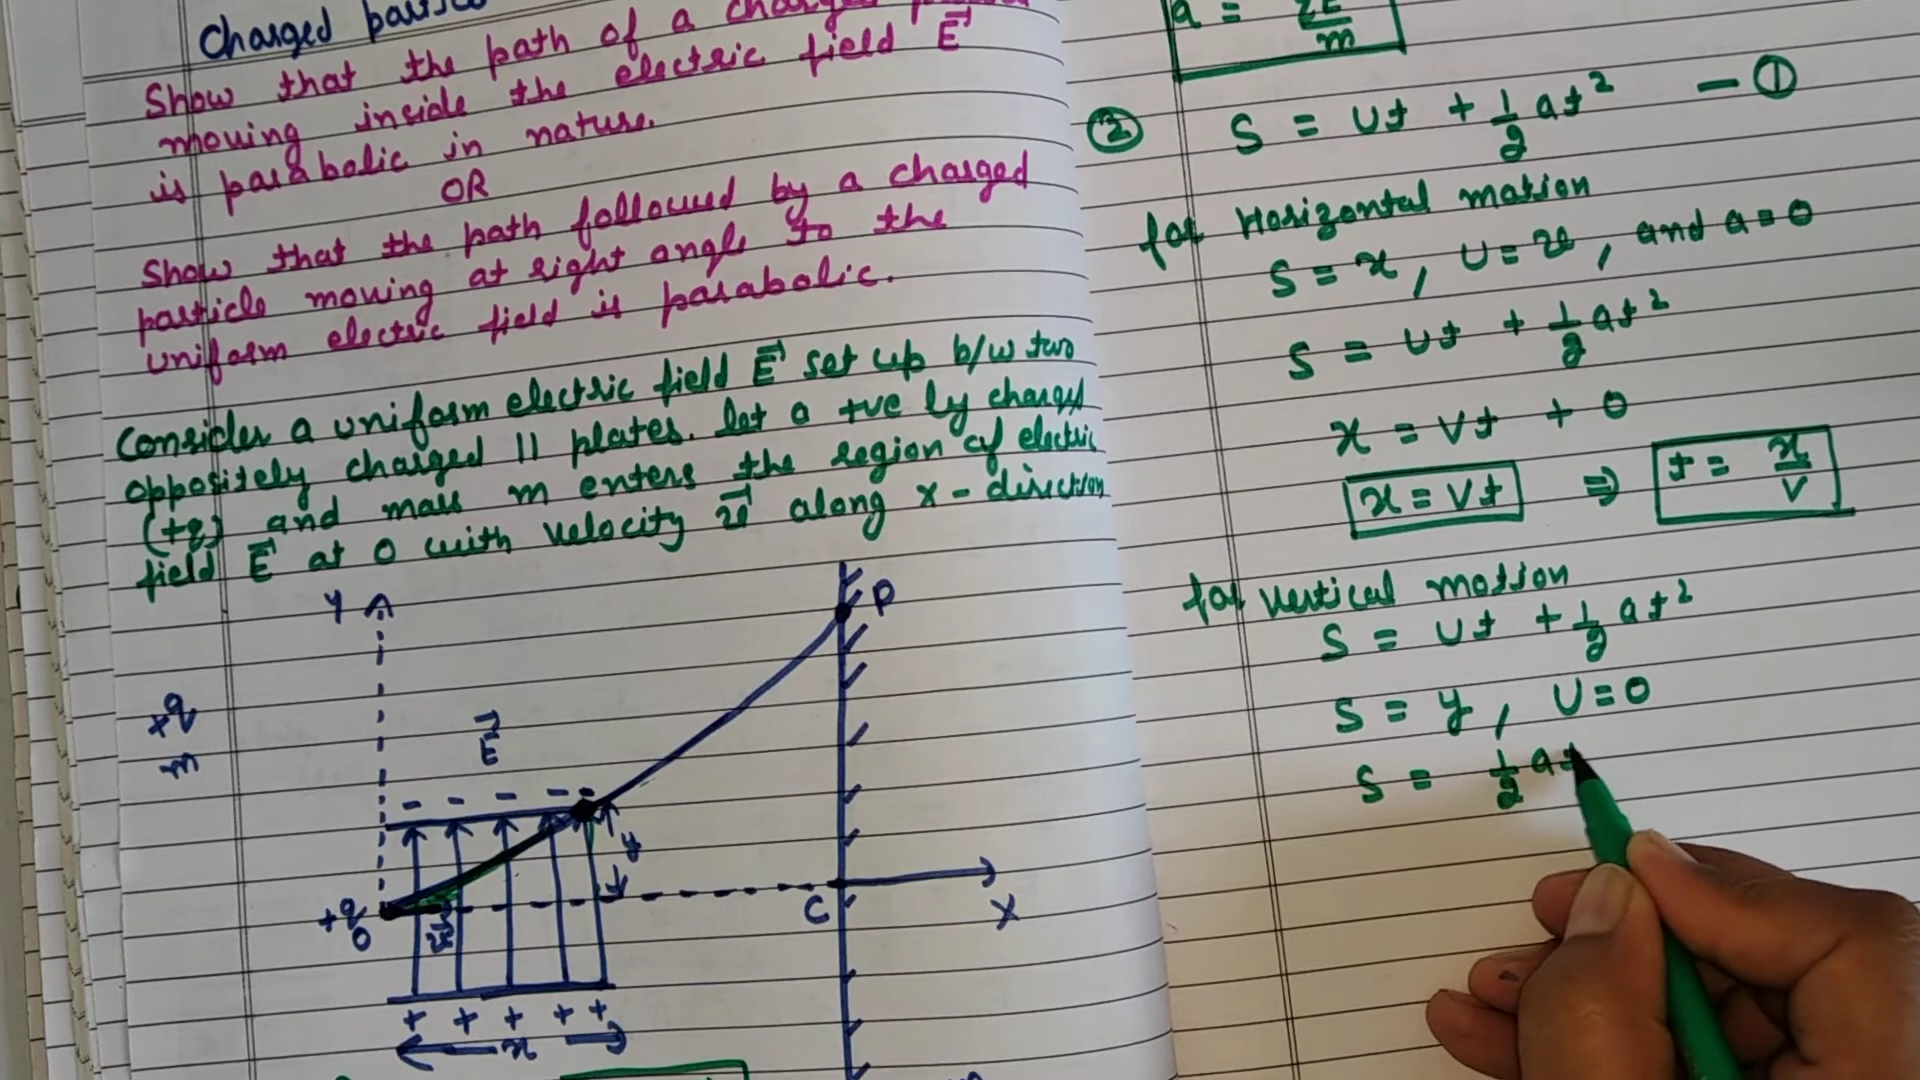 Charged
Show that the path of a charged
moving inside the electric field E⃗
is parabolic in nature.
OR
Show that the path followed by a charged
particle moving at right angle to the
uniform electric field is parabolic.
Consider a uniform electric field E⃗ set up b/w two
oppositely charged || plates. let a +ve ly charged
(+q) and mass m enters the region of electric
field E⃗ at O with velocity v⃗ along x-direction
Y
P
+q
m
E⃗
- - - - -
y
+q
O
v⃗
C
X
+ + + + +
x
a = qE/m
② S = ut + 1/2 at² — ①
for Horizontal motion
S = x, u = v, and a = 0
S = ut + 1/2 at²
x = vt + 0
x = vt ⇒ t = x/v
for vertical motion
S = ut + 1/2 at²
S = y, u = 0
S = 1/2 at